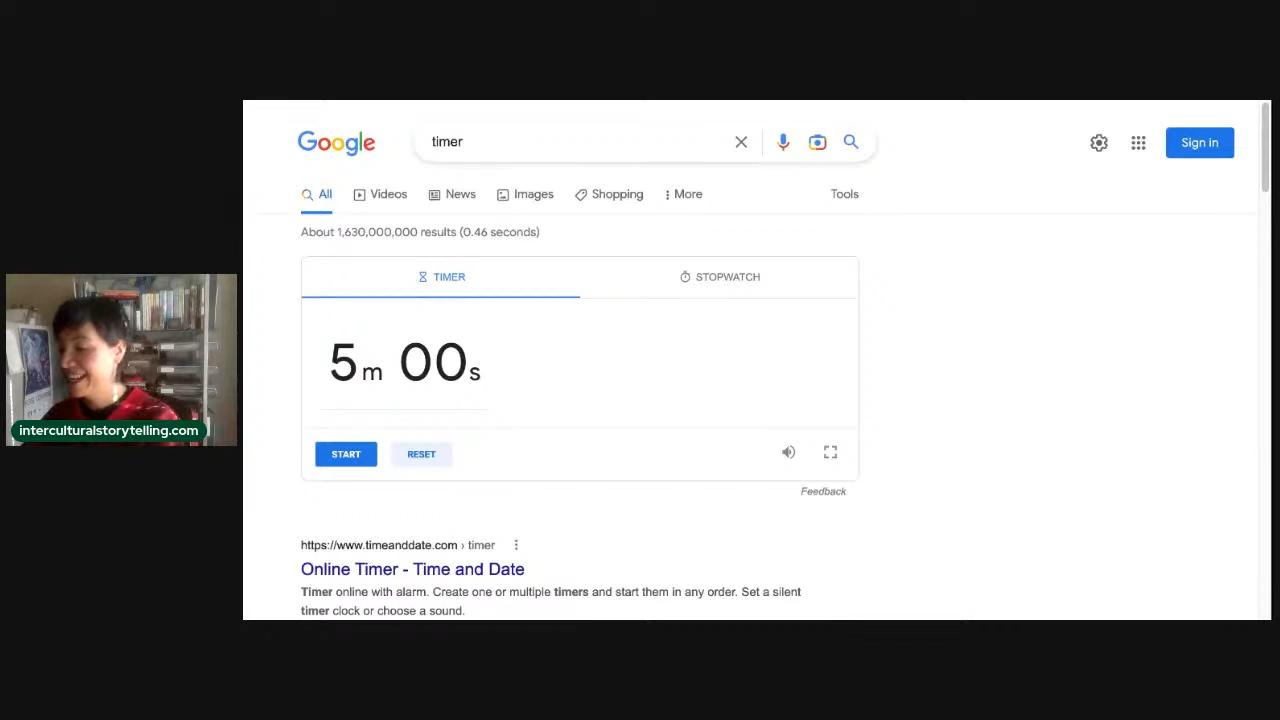 Google
timer
Sign in
All Videos News Images Shopping More Tools
About 1,630,000,000 results (0.46 seconds)
TIMER STOPWATCH
5m 00s
START RESET
Feedback
https://www.timeanddate.com › timer
Online Timer - Time and Date
Timer online with alarm. Create one or multiple timers and start them in any order. Set a silent
timer clock or choose a sound.
interculturalstorytelling.com